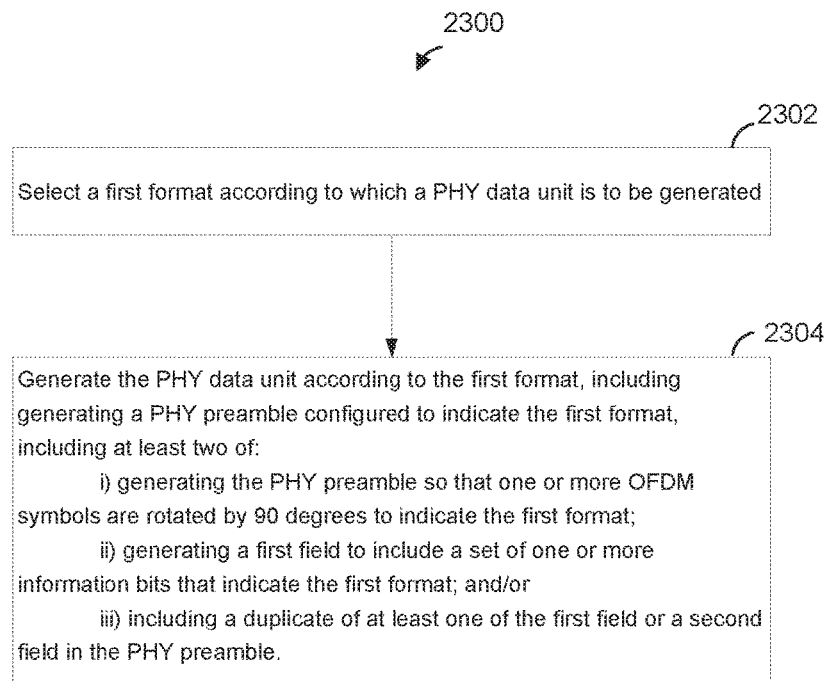 2300
2302
Select a first format according to which a PHY data unit is to be generated
2304
Generate the PHY data unit according to the first format, including
generating a PHY preamble configured to indicate the first format,
including at least two of:
i) generating the PHY preamble so that one or more OFDM
symbols are rotated by 90 degrees to indicate the first format;
ii) generating a first field to include a set of one or more
information bits that indicate the first format; and/or
iii) including a duplicate of at least one of the first field or a second
field in the PHY preamble.